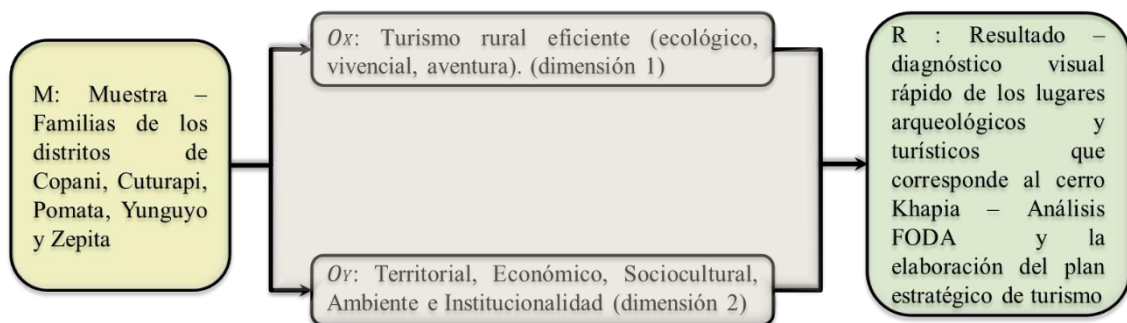 M: Muestra –
Familias de los
distritos de
Copani, Cuturapi,
Pomata, Yunguyo
y Zepita
Ox: Turismo rural eficiente (ecológico,
vivencial, aventura). (dimensión 1)
Oy: Territorial, Económico, Sociocultural,
Ambiente e Institucionalidad (dimensión 2)
R : Resultado –
diagnóstico visual
rápido de los lugares
arqueológicos y
turísticos que
corresponde al cerro
Khapia – Análisis
FODA y la
elaboración del plan
estratégico de turismo